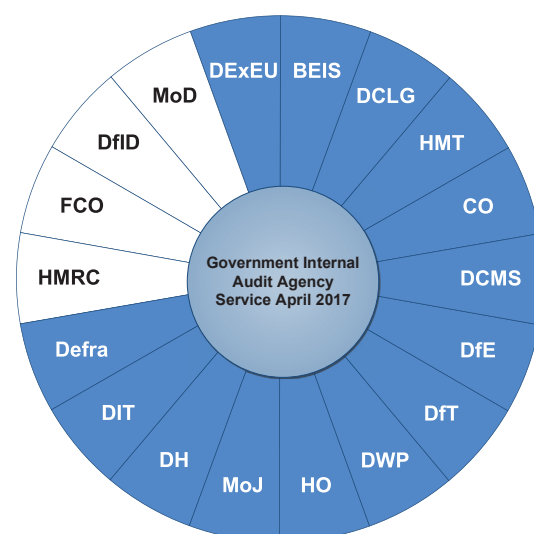 DExEU
BEIS
DCLG
HMT
CO
DCMS
DfE
DfT
DWP
HO
MoJ
DH
DIT
Defra
HMRC
FCO
DfID
MoD
Government Internal
Audit Agency
Service April 2017